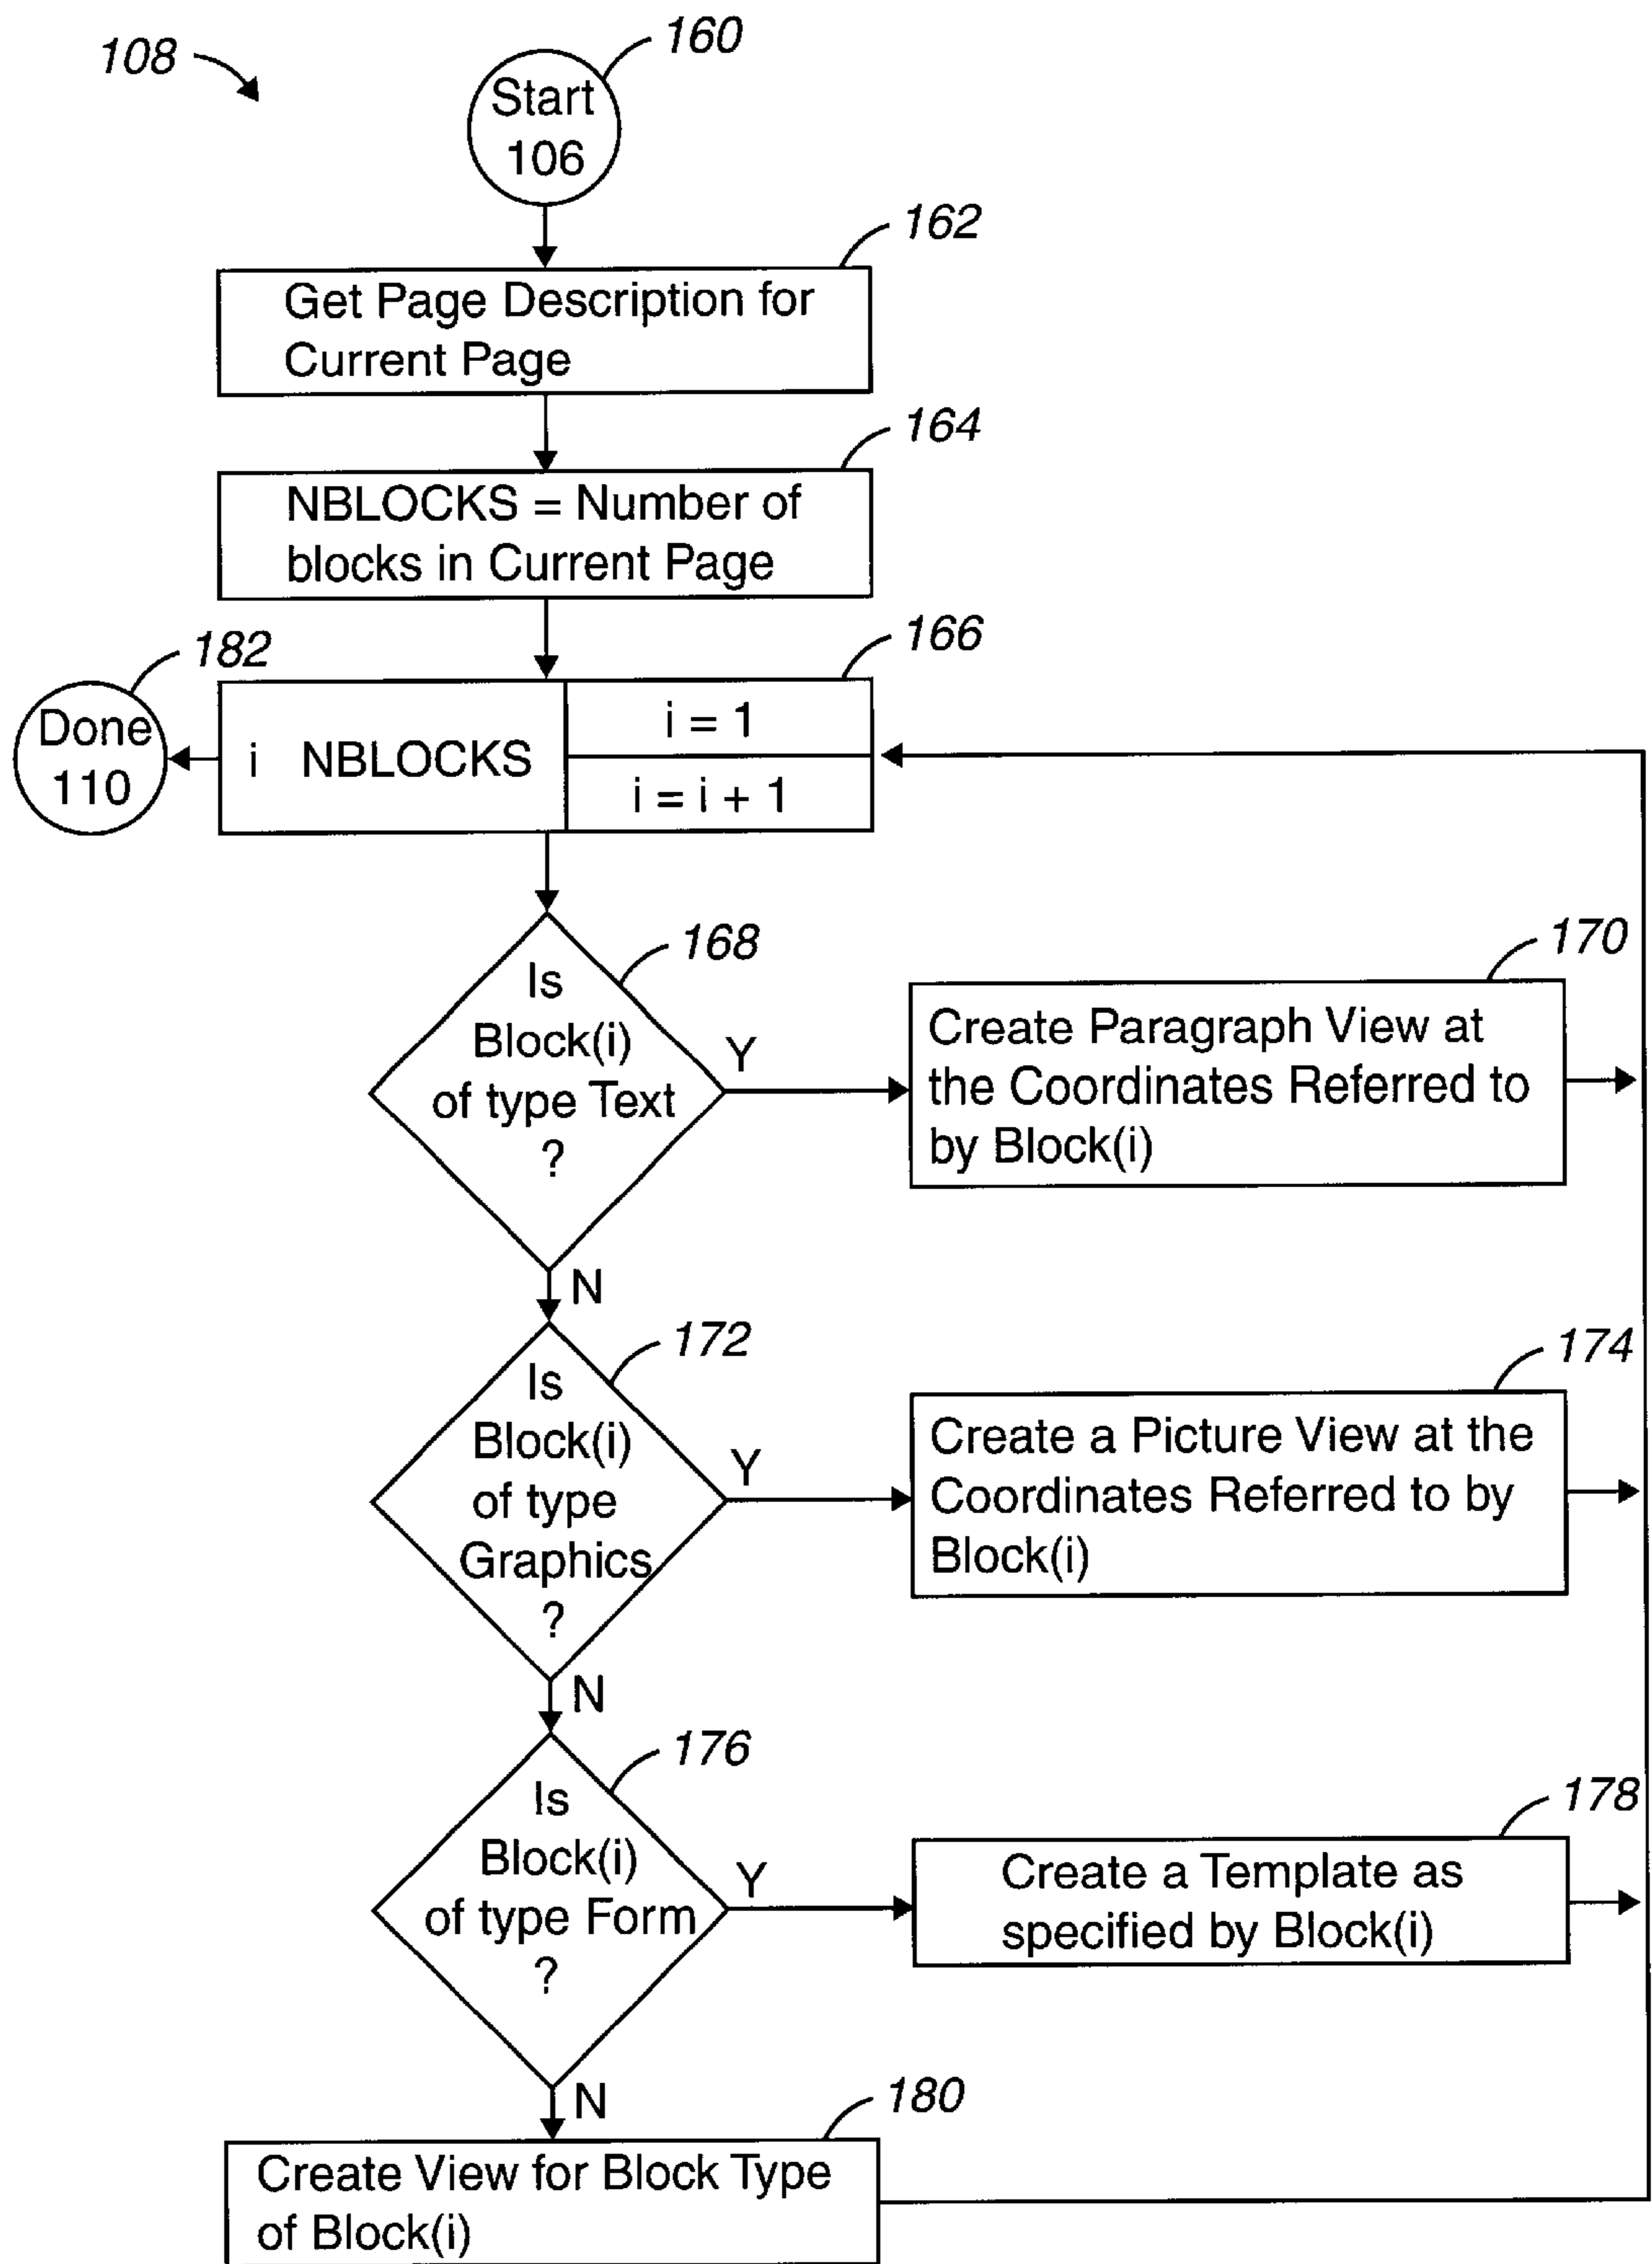 108
160
Start
106
162
Get Page Description for
Current Page
164
NBLOCKS = Number of
blocks in Current Page
166
182
Done
110
i NBLOCKS
i = 1
i = i + 1
168
Is
Block(i)
of type Text
?
Y
N
170
Create Paragraph View at
the Coordinates Referred to
by Block(i)
172
Is
Block(i)
of type
Graphics
?
Y
N
174
Create a Picture View at the
Coordinates Referred to by
Block(i)
176
Is
Block(i)
of type Form
?
Y
N
178
Create a Template as
specified by Block(i)
180
Create View for Block Type
of Block(i)